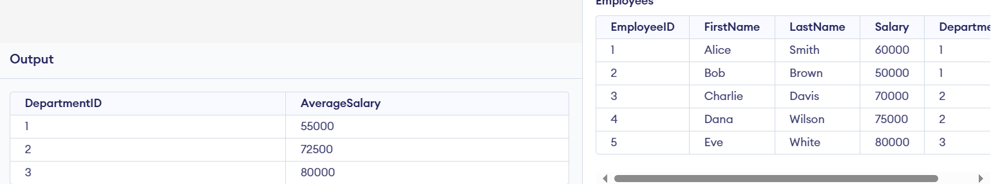 Output
DepartmentID AverageSalary
1 55000
2 72500
3 80000
Employees
EmployeeID FirstName LastName Salary Departme
1 Alice Smith 60000 1
2 Bob Brown 50000 1
3 Charlie Davis 70000 2
4 Dana Wilson 75000 2
5 Eve White 80000 3